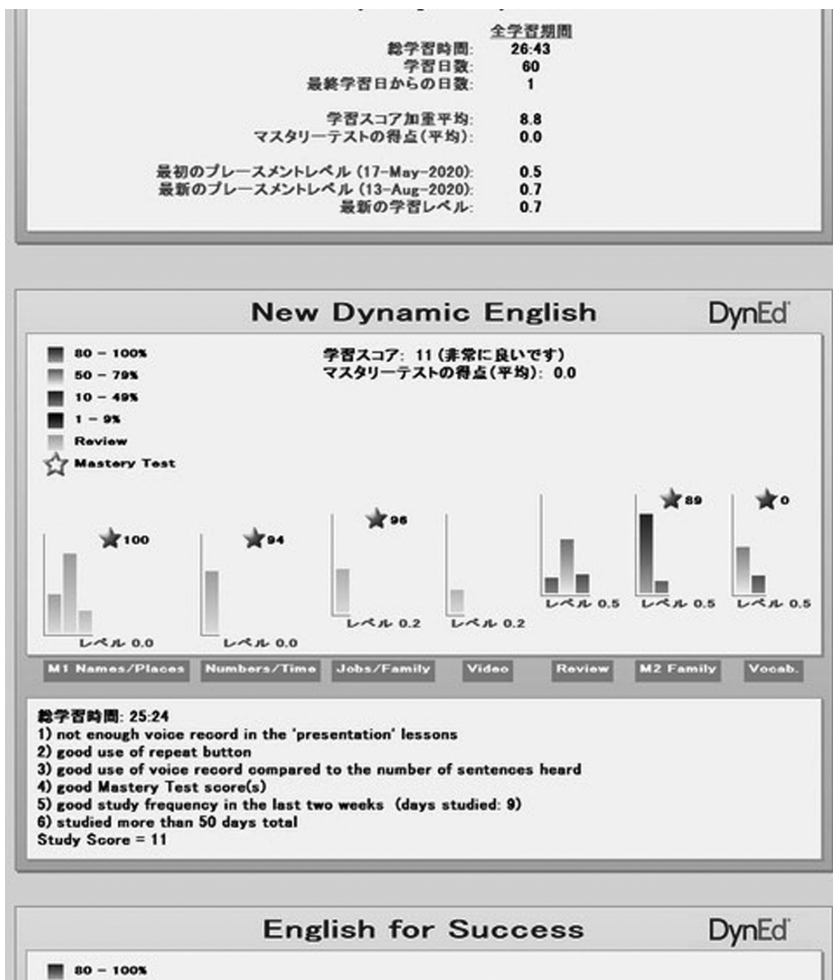 全学習期間
総学習時間: 26:43
学習日数: 60
最終学習日からの日数: 1
学習スコア加重平均: 8.8
マスタリーテストの得点(平均): 0.0
最初のプレースメントレベル (17-May-2020): 0.5
最新のプレースメントレベル (13-Aug-2020): 0.7
最新の学習レベル: 0.7
New Dynamic English DynEd
80 - 100%
50 - 79%
10 - 49%
1 - 9%
Review
Mastery Test
学習スコア: 11 (非常に良いです)
マスタリーテストの得点(平均): 0.0
100 94 96 89 0
レベル 0.0 レベル 0.0 レベル 0.2 レベル 0.2 レベル 0.5 レベル 0.5 レベル 0.5
M1 Names/Places Numbers/Time Jobs/Family Video Review M2 Family Vocab.
総学習時間: 25:24
1) not enough voice record in the 'presentation' lessons
2) good use of repeat button
3) good use of voice record compared to the number of sentences heard
4) good Mastery Test score(s)
5) good study frequency in the last two weeks (days studied: 9)
6) studied more than 50 days total
Study Score = 11
English for Success DynEd
80 - 100%